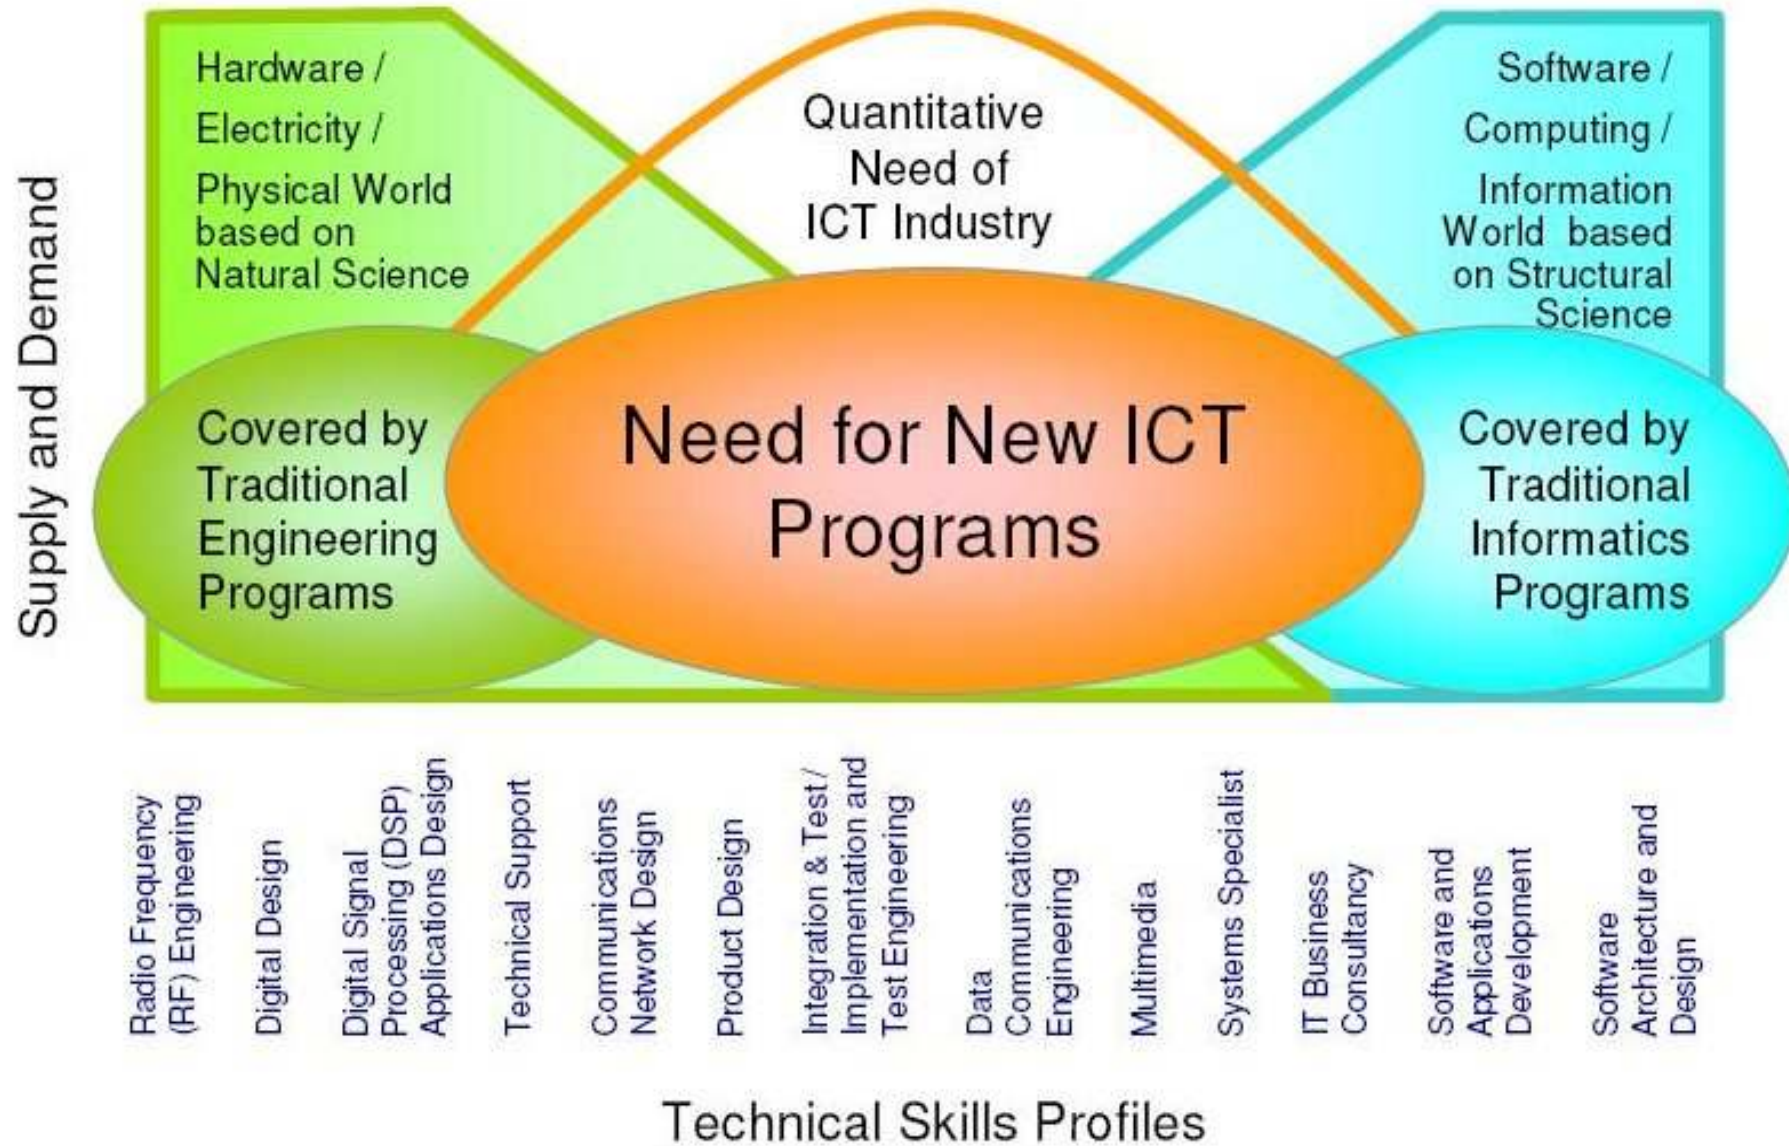 Hardware /
Electricity /
Physical World
based on
Natural Science
Quantitative
Need of
ICT Industry
Software /
Computing /
Information
World based
on Structural
Science
Supply and Demand
Covered by
Traditional
Engineering
Programs
Need for New ICT
Programs
Covered by
Traditional
Informatics
Programs
Radio Frequency
(RF) Engineering
Digital Design
Digital Signal
Processing (DSP)
Applications Design
Technical Support
Communications
Network Design
Product Design
Integration & Test /
Implementation and
Test Engineering
Data
Communications
Engineering
Multimedia
Systems Specialist
IT Business
Consultancy
Software and
Applications
Development
Software
Architecture and
Design
Technical Skills Profiles